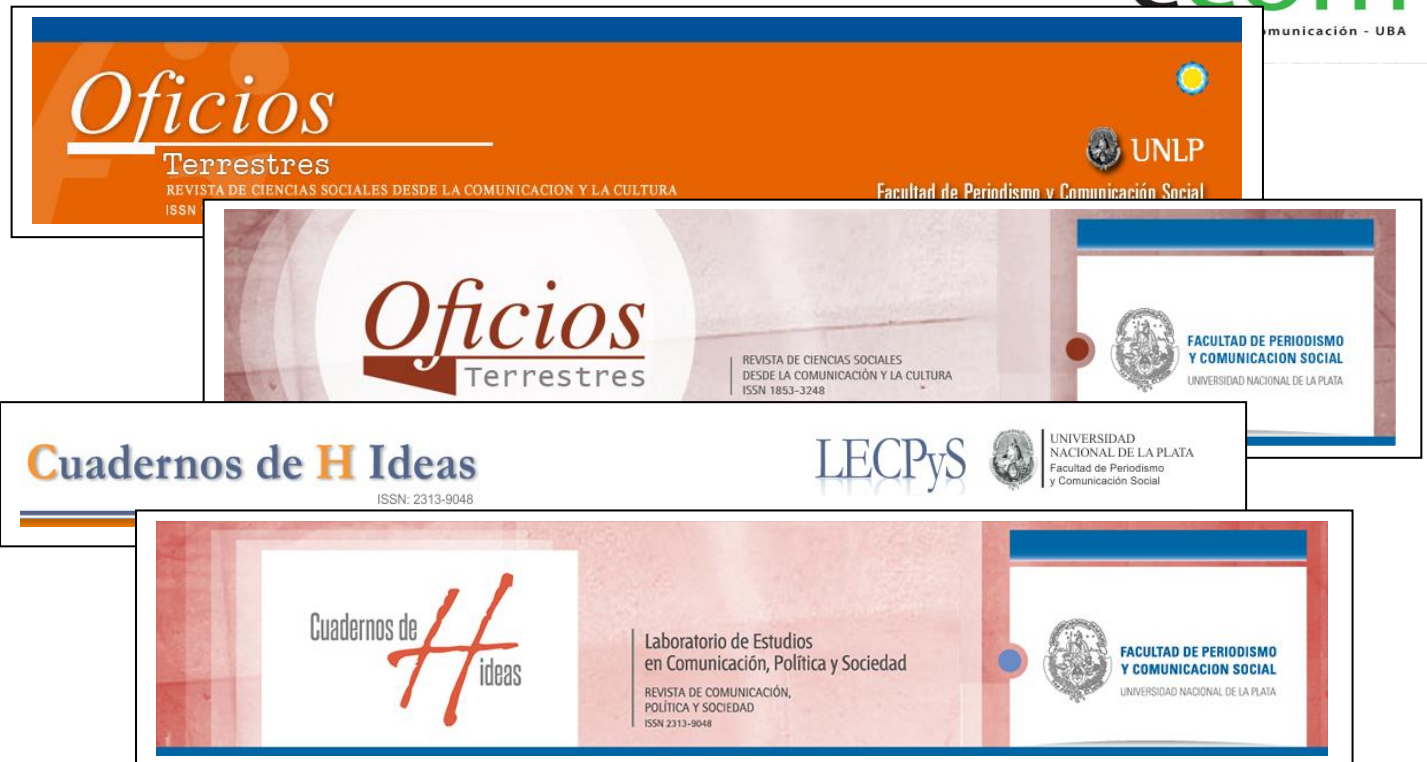 com
omunicación - UBA
Oficios
Terrestres
REVISTA DE CIENCIAS SOCIALES DESDE LA COMUNICACION Y LA CULTURA
ISSN
UNLP
Facultad de Periodismo y Comunicación Social
Oficios
Terrestres
REVISTA DE CIENCIAS SOCIALES
DESDE LA COMUNICACIÓN Y LA CULTURA
ISSN 1853-3248
FACULTAD DE PERIODISMO
Y COMUNICACION SOCIAL
UNIVERSIDAD NACIONAL DE LA PLATA
Cuadernos de H Ideas
ISSN: 2313-9048
LECPyS
UNIVERSIDAD
NACIONAL DE LA PLATA
Facultad de Periodismo
y Comunicación Social
Cuadernos de
H
ideas
Laboratorio de Estudios
en Comunicación, Política y Sociedad
REVISTA DE COMUNICACIÓN,
POLÍTICA Y SOCIEDAD
ISSN 2313-9048
FACULTAD DE PERIODISMO
Y COMUNICACION SOCIAL
UNIVERSIDAD NACIONAL DE LA PLATA